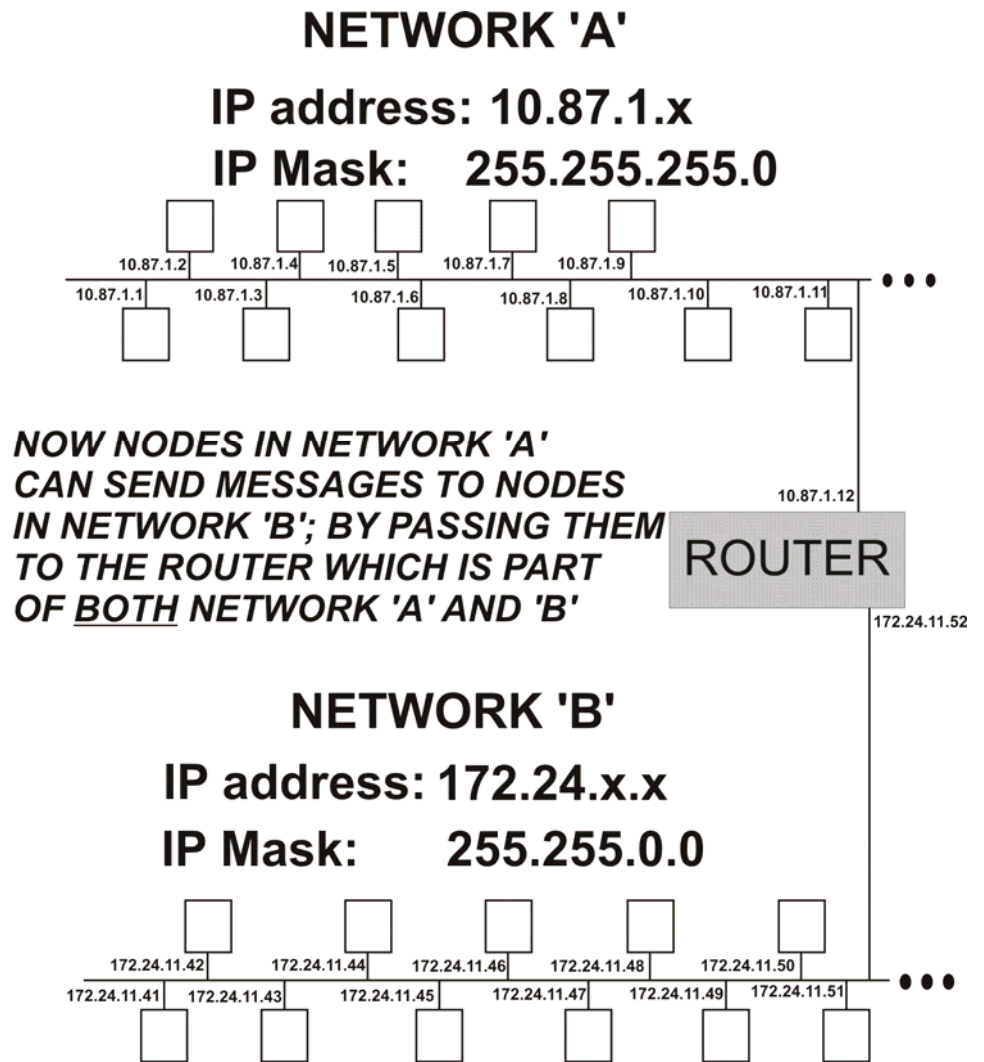 NETWORK 'A'
IP address: 10.87.1.x
IP Mask: 255.255.255.0
10.87.1.2
10.87.1.4
10.87.1.5
10.87.1.7
10.87.1.9
10.87.1.1
10.87.1.3
10.87.1.6
10.87.1.8
10.87.1.10
10.87.1.11
NOW NODES IN NETWORK 'A'
CAN SEND MESSAGES TO NODES
IN NETWORK 'B'; BY PASSING THEM
TO THE ROUTER WHICH IS PART
OF BOTH NETWORK 'A' AND 'B'
10.87.1.12
ROUTER
172.24.11.52
NETWORK 'B'
IP address: 172.24.x.x
IP Mask: 255.255.0.0
172.24.11.42
172.24.11.44
172.24.11.46
172.24.11.48
172.24.11.50
172.24.11.41
172.24.11.43
172.24.11.45
172.24.11.47
172.24.11.49
172.24.11.51